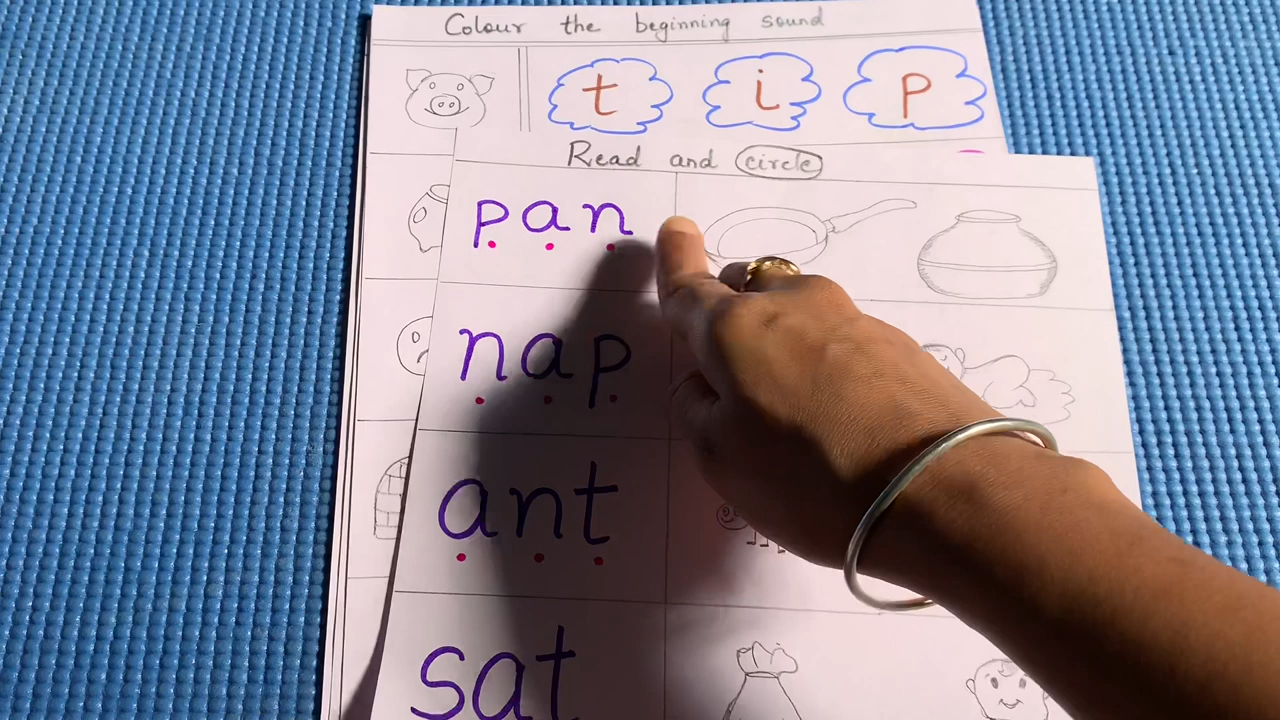 Colour the beginning sound
t i p
Read and circle
pan
nap
ant
sat